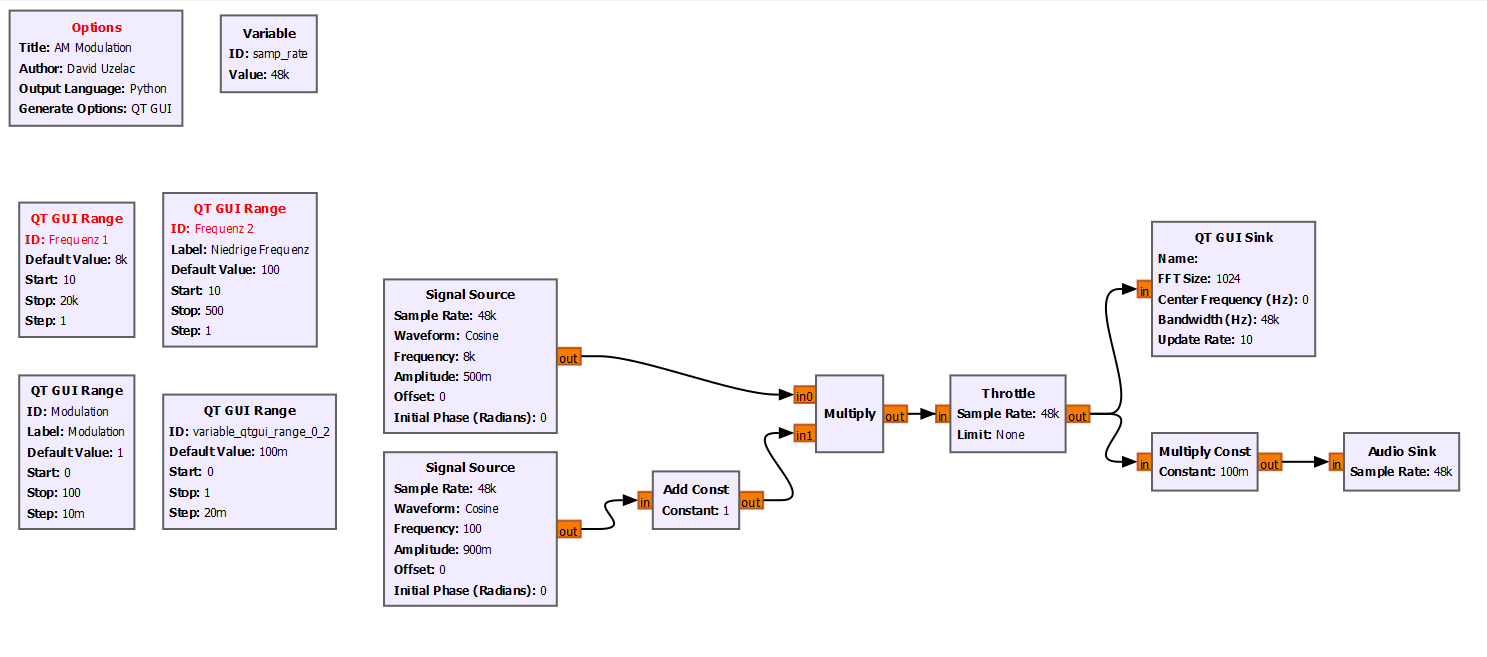 Options
Title: AM Modulation
Author: David Uzelac
Output Language: Python
Generate Options: QT GUI
Variable
ID: samp_rate
Value: 48k
QT GUI Range
ID: Frequenz 1
Default Value: 8k
Start: 10
Stop: 20k
Step: 1
QT GUI Range
ID: Frequenz 2
Label: Niedrige Frequenz
Default Value: 100
Start: 10
Stop: 500
Step: 1
QT GUI Range
ID: Modulation
Label: Modulation
Default Value: 1
Start: 0
Stop: 100
Step: 10m
QT GUI Range
ID: variable_qtgui_range_0_2
Default Value: 100m
Start: 0
Stop: 1
Step: 20m
Signal Source
Sample Rate: 48k
Waveform: Cosine
Frequency: 8k
Amplitude: 500m
Offset: 0
Initial Phase (Radians): 0
out
Signal Source
Sample Rate: 48k
Waveform: Cosine
Frequency: 100
Amplitude: 900m
Offset: 0
Initial Phase (Radians): 0
out
in
Add Const
Constant: 1
out
in0
in1
Multiply
out
in
Throttle
Sample Rate: 48k
Limit: None
out
in
QT GUI Sink
Name:
FFT Size: 1024
Center Frequency (Hz): 0
Bandwidth (Hz): 48k
Update Rate: 10
in
Multiply Const
Constant: 100m
out
in
Audio Sink
Sample Rate: 48k